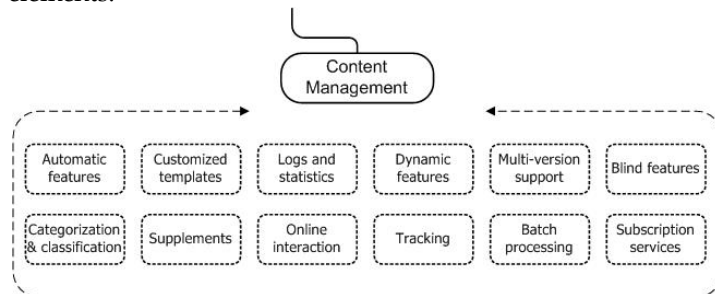 elements.
Content
Management
Automatic
features
Customized
templates
Logs and
statistics
Dynamic
features
Multi-version
support
Blind features
Categorization
& classification
Supplements
Online
interaction
Tracking
Batch
processing
Subscription
services